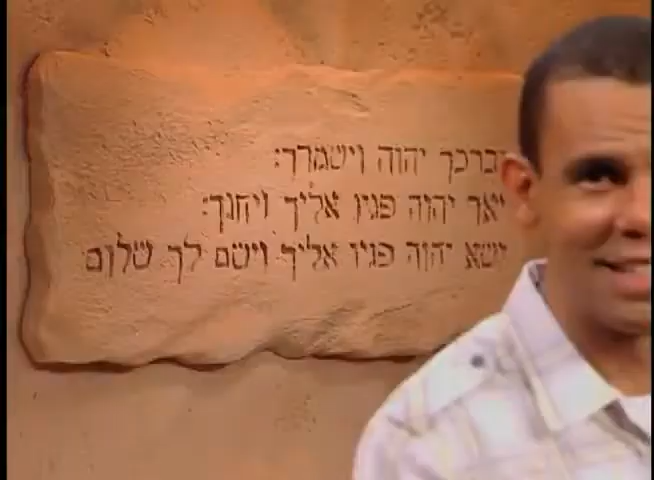 יברכך יהוה וישמרך:
יאר יהוה פניו אליך ויחנך:
ישא יהוה פניו אליך וישם לך שלום